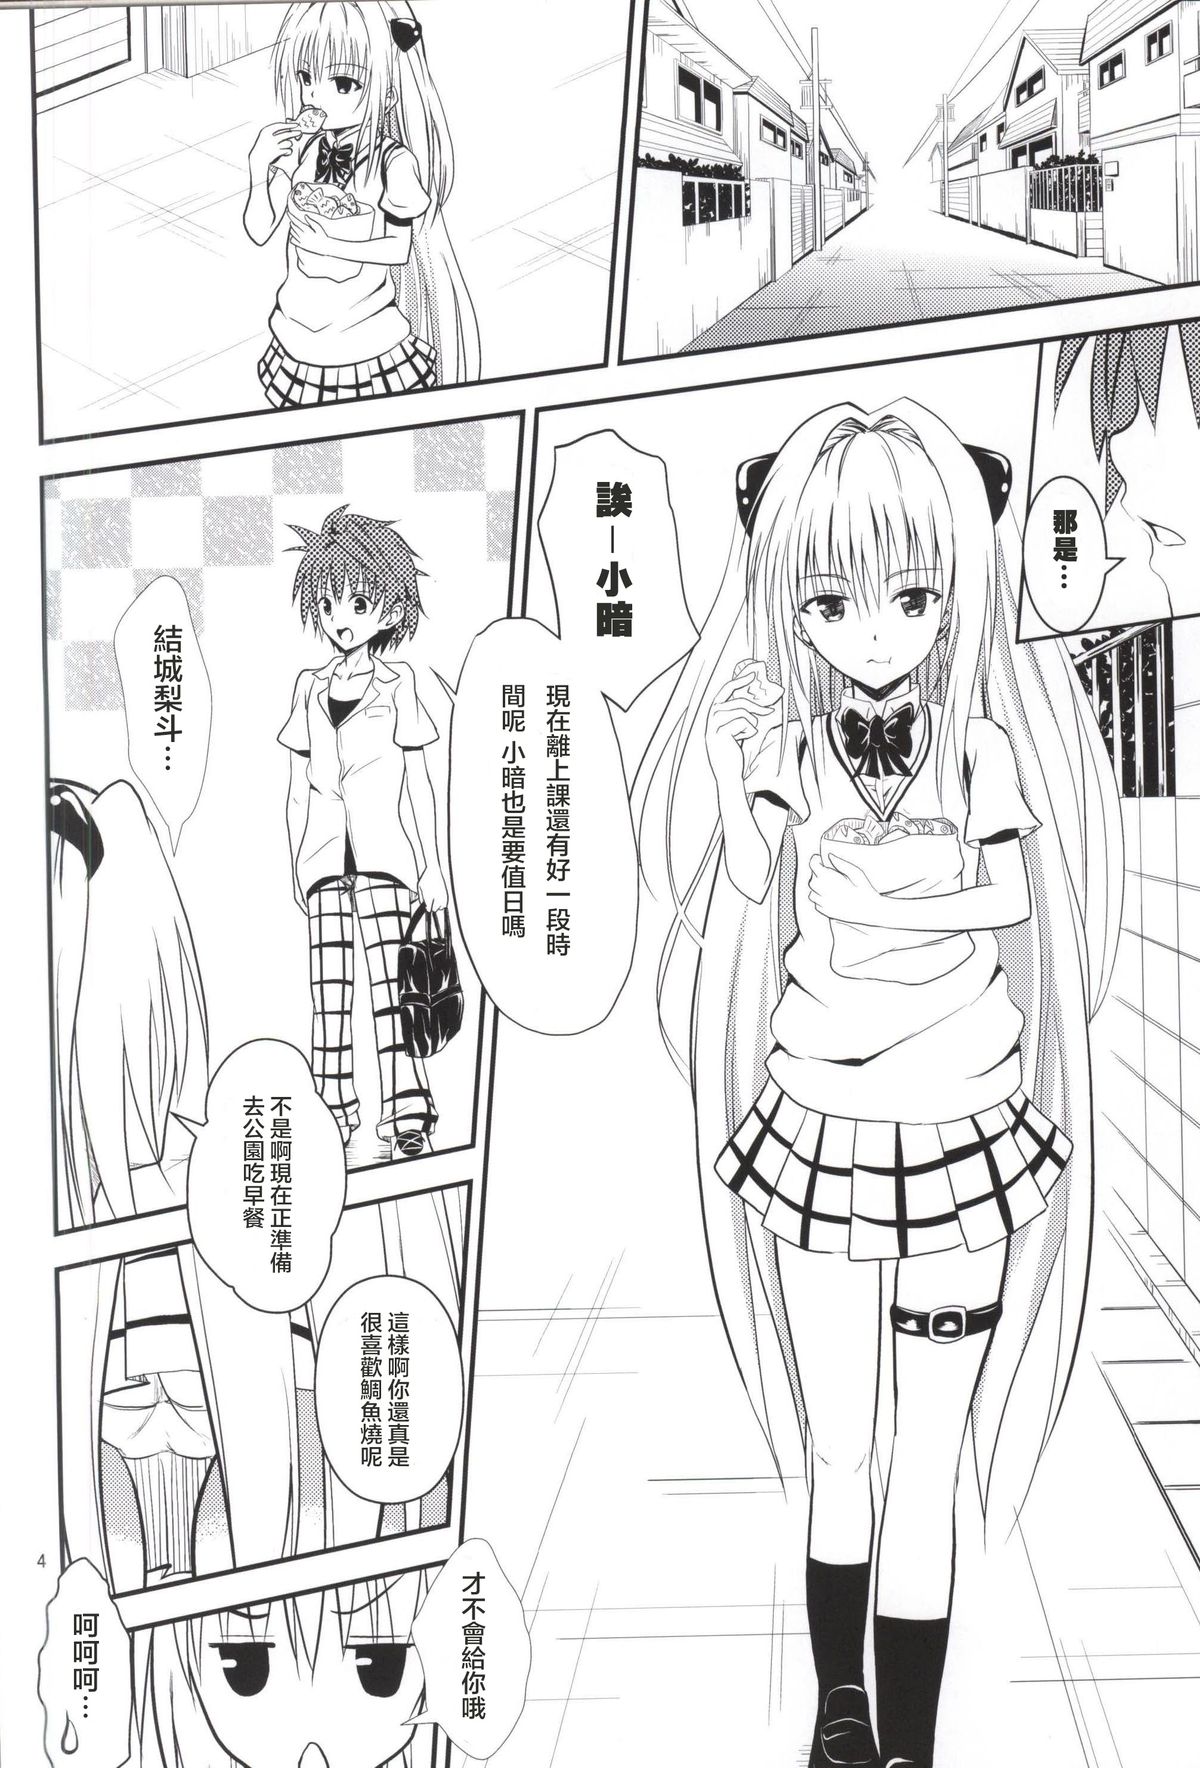 那是…
誒－小暗
現在離上課還有好一段時
間呢 小暗也是要值日嗎
結城梨斗…
不是啊現在正準備
去公園吃早餐
這樣啊你還真是
很喜歡鯛魚燒呢
才不會給你哦
呵呵呵…
4